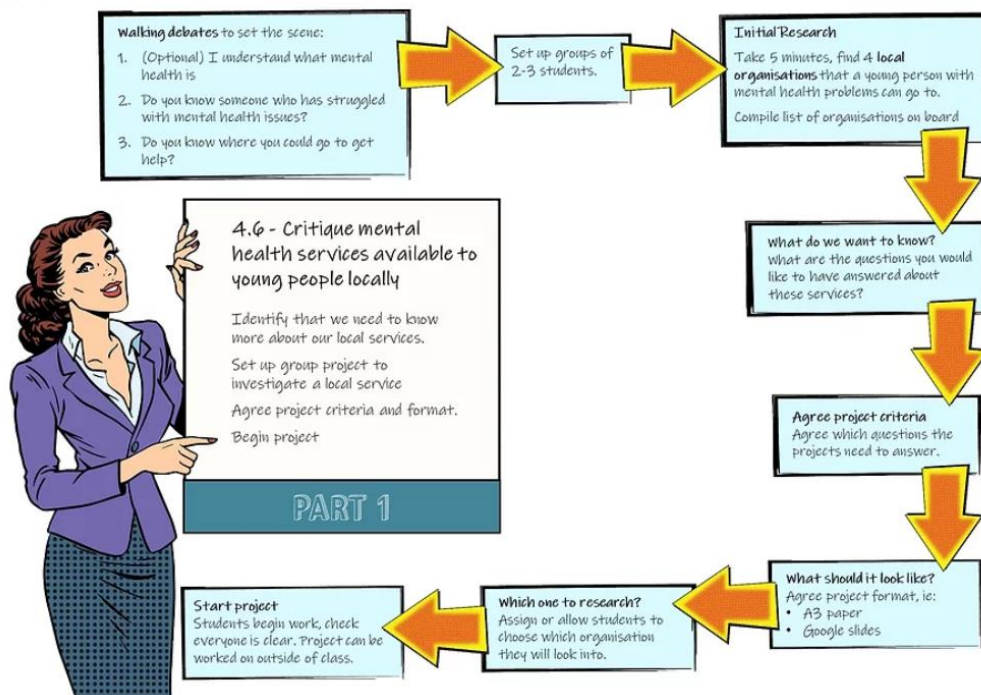 Walking debates to set the scene:
1. (Optional) I understand what mental
health is
2. Do you know someone who has struggled
with mental health issues?
3. Do you know where you could go to get
help?
Set up groups of
2-3 students.
Initial Research
Take 5 minutes, find 4 local
organisations that a young person with
mental health problems can go to.
Compile list of organisations on board
What do we want to know?
What are the questions you would
like to have answered about
these services?
Agree project criteria
Agree which questions the
projects need to answer.
What should it look like?
Agree project format, ie:
• A3 paper
• Google slides
Which one to research?
Assign or allow students to
choose which organisation
they will look into.
Start project
Students begin work, check
everyone is clear. Project can be
worked on outside of class.
4.6 - Critique mental
health services available to
young people locally
Identify that we need to know
more about our local services.
Set up group project to
investigate a local service
Agree project criteria and format.
Begin project
PART 1